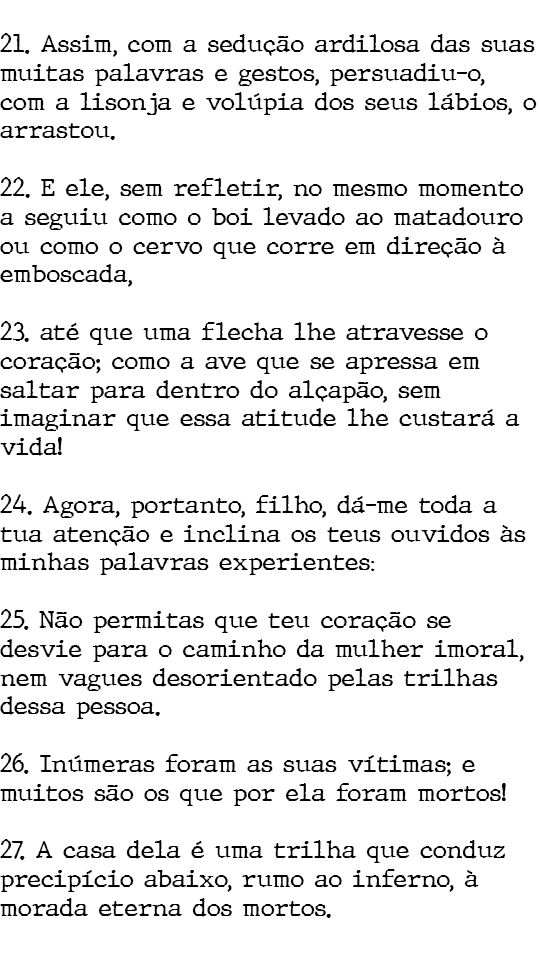 21. Assim, com a sedução ardilosa das suas
muitas palavras e gestos, persuadiu-o,
com a lisonja e volúpia dos seus lábios, o
arrastou.
22. E ele, sem refletir, no mesmo momento
a seguiu como o boi levado ao matadouro
ou como o cervo que corre em direção à
emboscada,
23. até que uma flecha lhe atravesse o
coração; como a ave que se apressa em
saltar para dentro do alçapão, sem
imaginar que essa atitude lhe custará a
vida!
24. Agora, portanto, filho, dá-me toda a
tua atenção e inclina os teus ouvidos às
minhas palavras experientes:
25. Não permitas que teu coração se
desvie para o caminho da mulher imoral,
nem vagues desorientado pelas trilhas
dessa pessoa.
26. Inúmeras foram as suas vítimas; e
muitos são os que por ela foram mortos!
27. A casa dela é uma trilha que conduz
precipício abaixo, rumo ao inferno, à
morada eterna dos mortos.